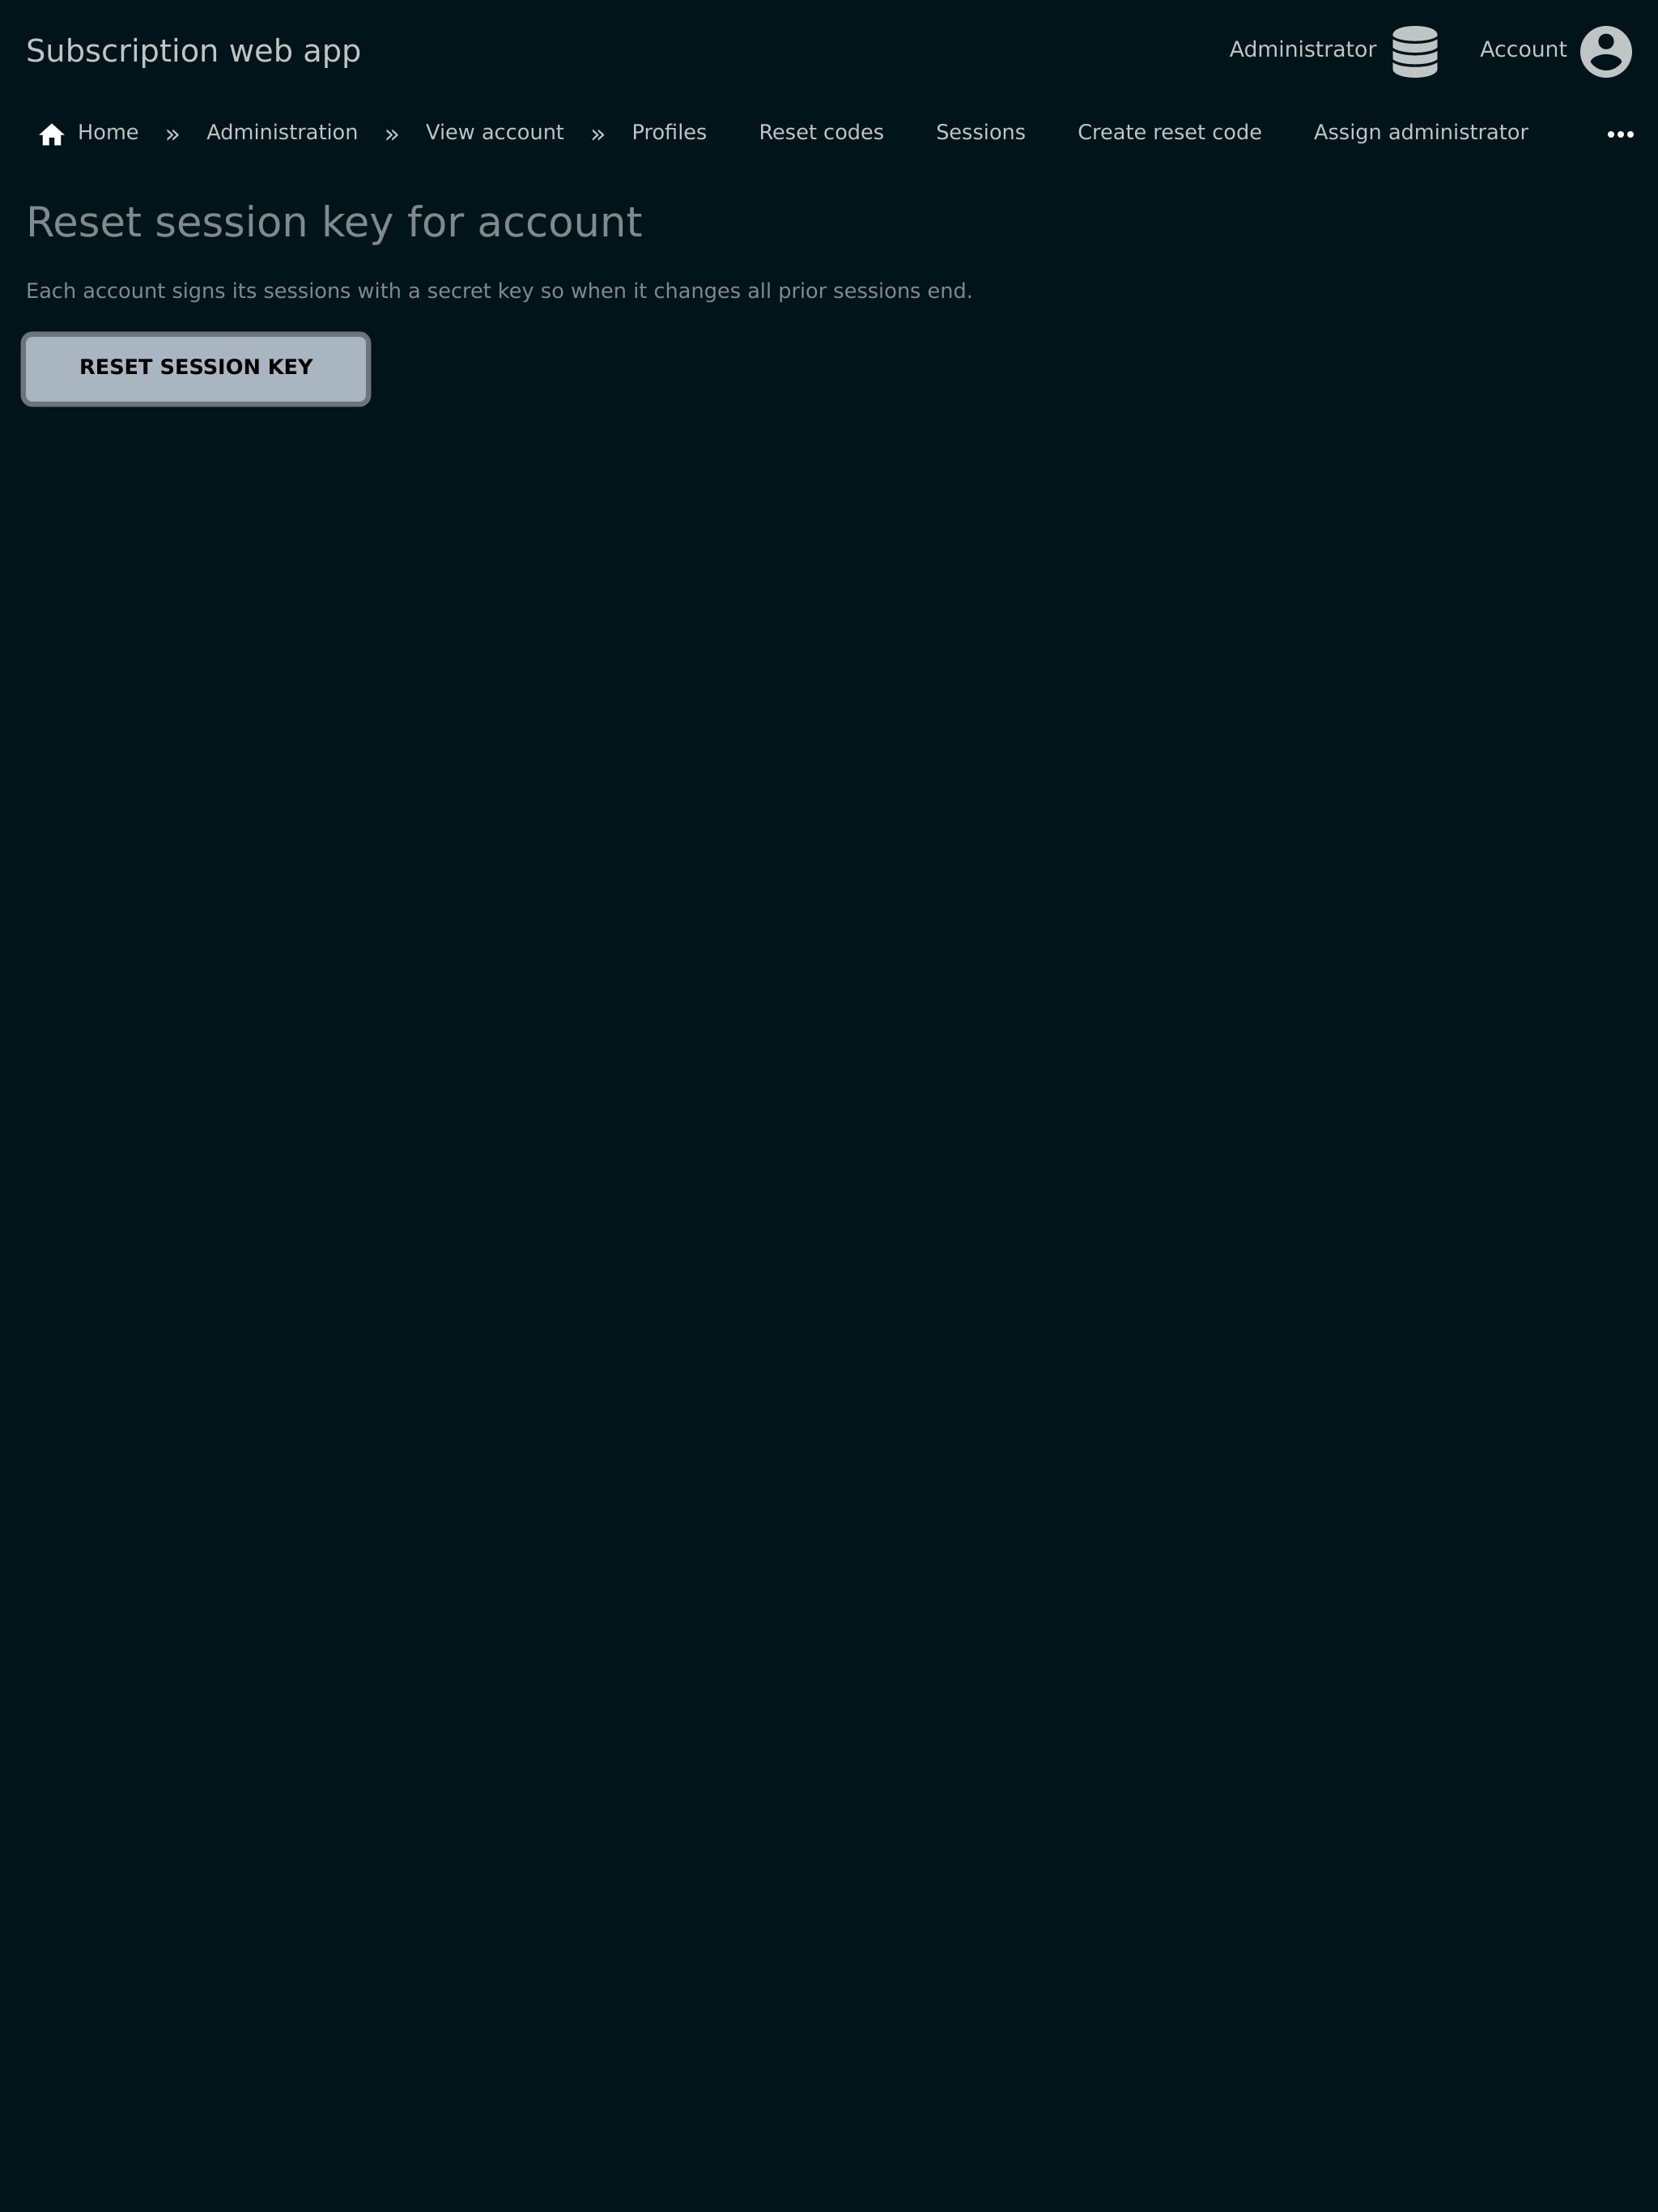 Subscription web app
Administrator
Account
Home » Administration » View account » Profiles Reset codes Sessions Create reset code Assign administrator
Reset session key for account
Each account signs its sessions with a secret key so when it changes all prior sessions end.
RESET SESSION KEY